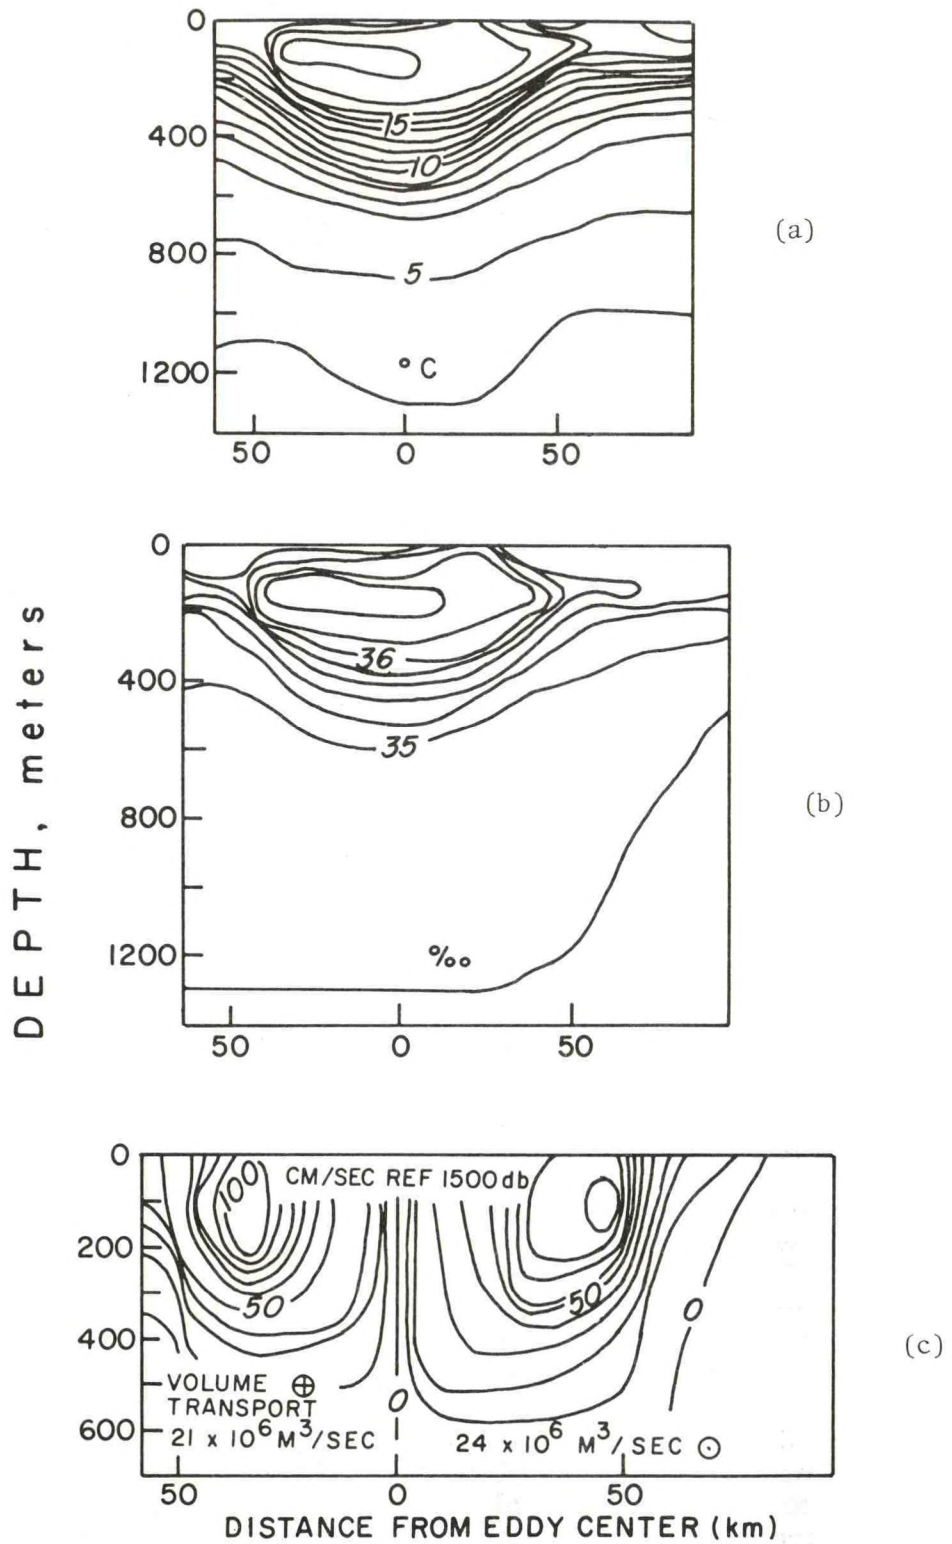 0
400
800
1200
15
10
5
° C
50 0 50
(a)
DEPTH, meters
0
400
800
1200
36
35
‰
50 0 50
(b)
0
200
400
600
100
CM/SEC REF 1500 db
50
50
0
0
VOLUME ⊕
TRANSPORT
21 x 10⁶ M³/SEC
24 x 10⁶ M³/SEC ⊙
50 0 50
(c)
DISTANCE FROM EDDY CENTER (km)